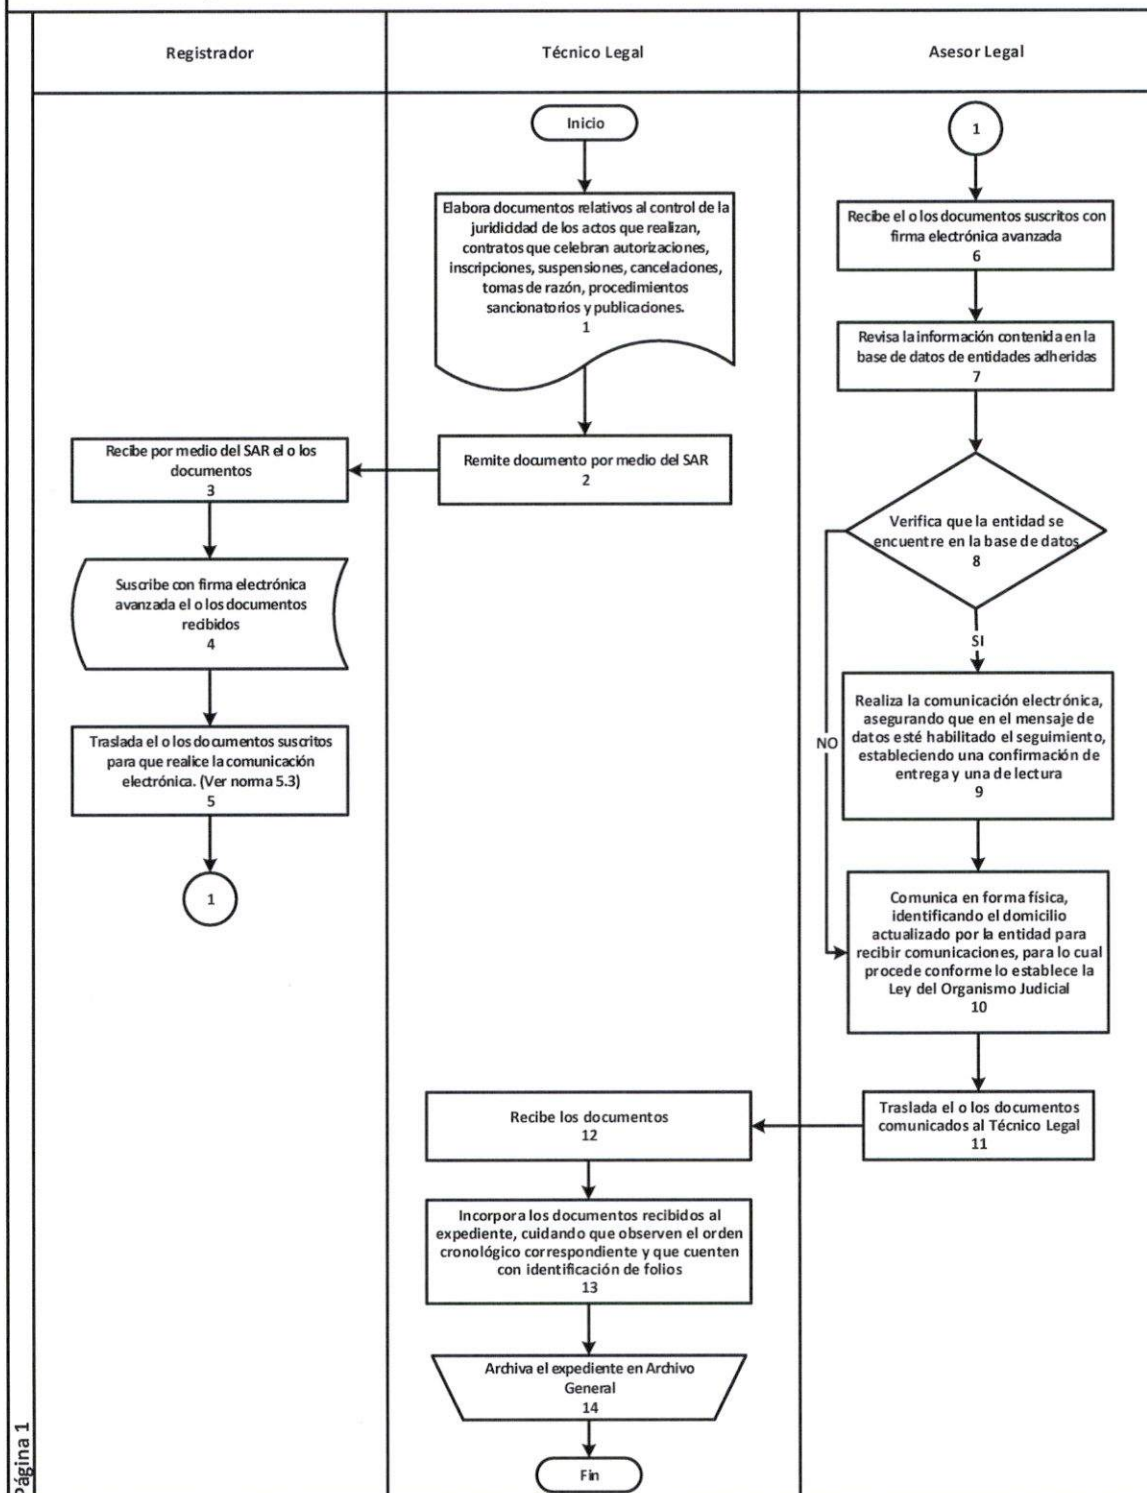 Registrador
Técnico Legal
Asesor Legal
Inicio
Elabora documentos relativos al control de la
juridicidad de los actos que realizan,
contratos que celebran autorizaciones,
inscripciones, suspensiones, cancelaciones,
tomas de razón, procedimientos
sancionatorios y publicaciones.
1
Remite documento por medio del SAR
2
Recibe por medio del SAR el o los
documentos
3
Suscribe con firma electrónica
avanzada el o los documentos
recibidos
4
Traslada el o los documentos suscritos
para que realice la comunicación
electrónica. (Ver norma 5.3)
5
1
1
Recibe el o los documentos suscritos con
firma electrónica avanzada
6
Revisa la información contenida en la
base de datos de entidades adheridas
7
Verifica que la entidad se
encuentre en la base de datos
8
SI
NO
Realiza la comunicación electrónica,
asegurando que en el mensaje de
datos esté habilitado el seguimiento,
estableciendo una confirmación de
entrega y una de lectura
9
Comunica en forma física,
identificando el domicilio
actualizado por la entidad para
recibir comunicaciones, para lo cual
procede conforme lo establece la
Ley del Organismo Judicial
10
Traslada el o los documentos
comunicados al Técnico Legal
11
Recibe los documentos
12
Incorpora los documentos recibidos al
expediente, cuidando que observen el orden
cronológico correspondiente y que cuenten
con identificación de folios
13
Archiva el expediente en Archivo
General
14
Fin
Página 1